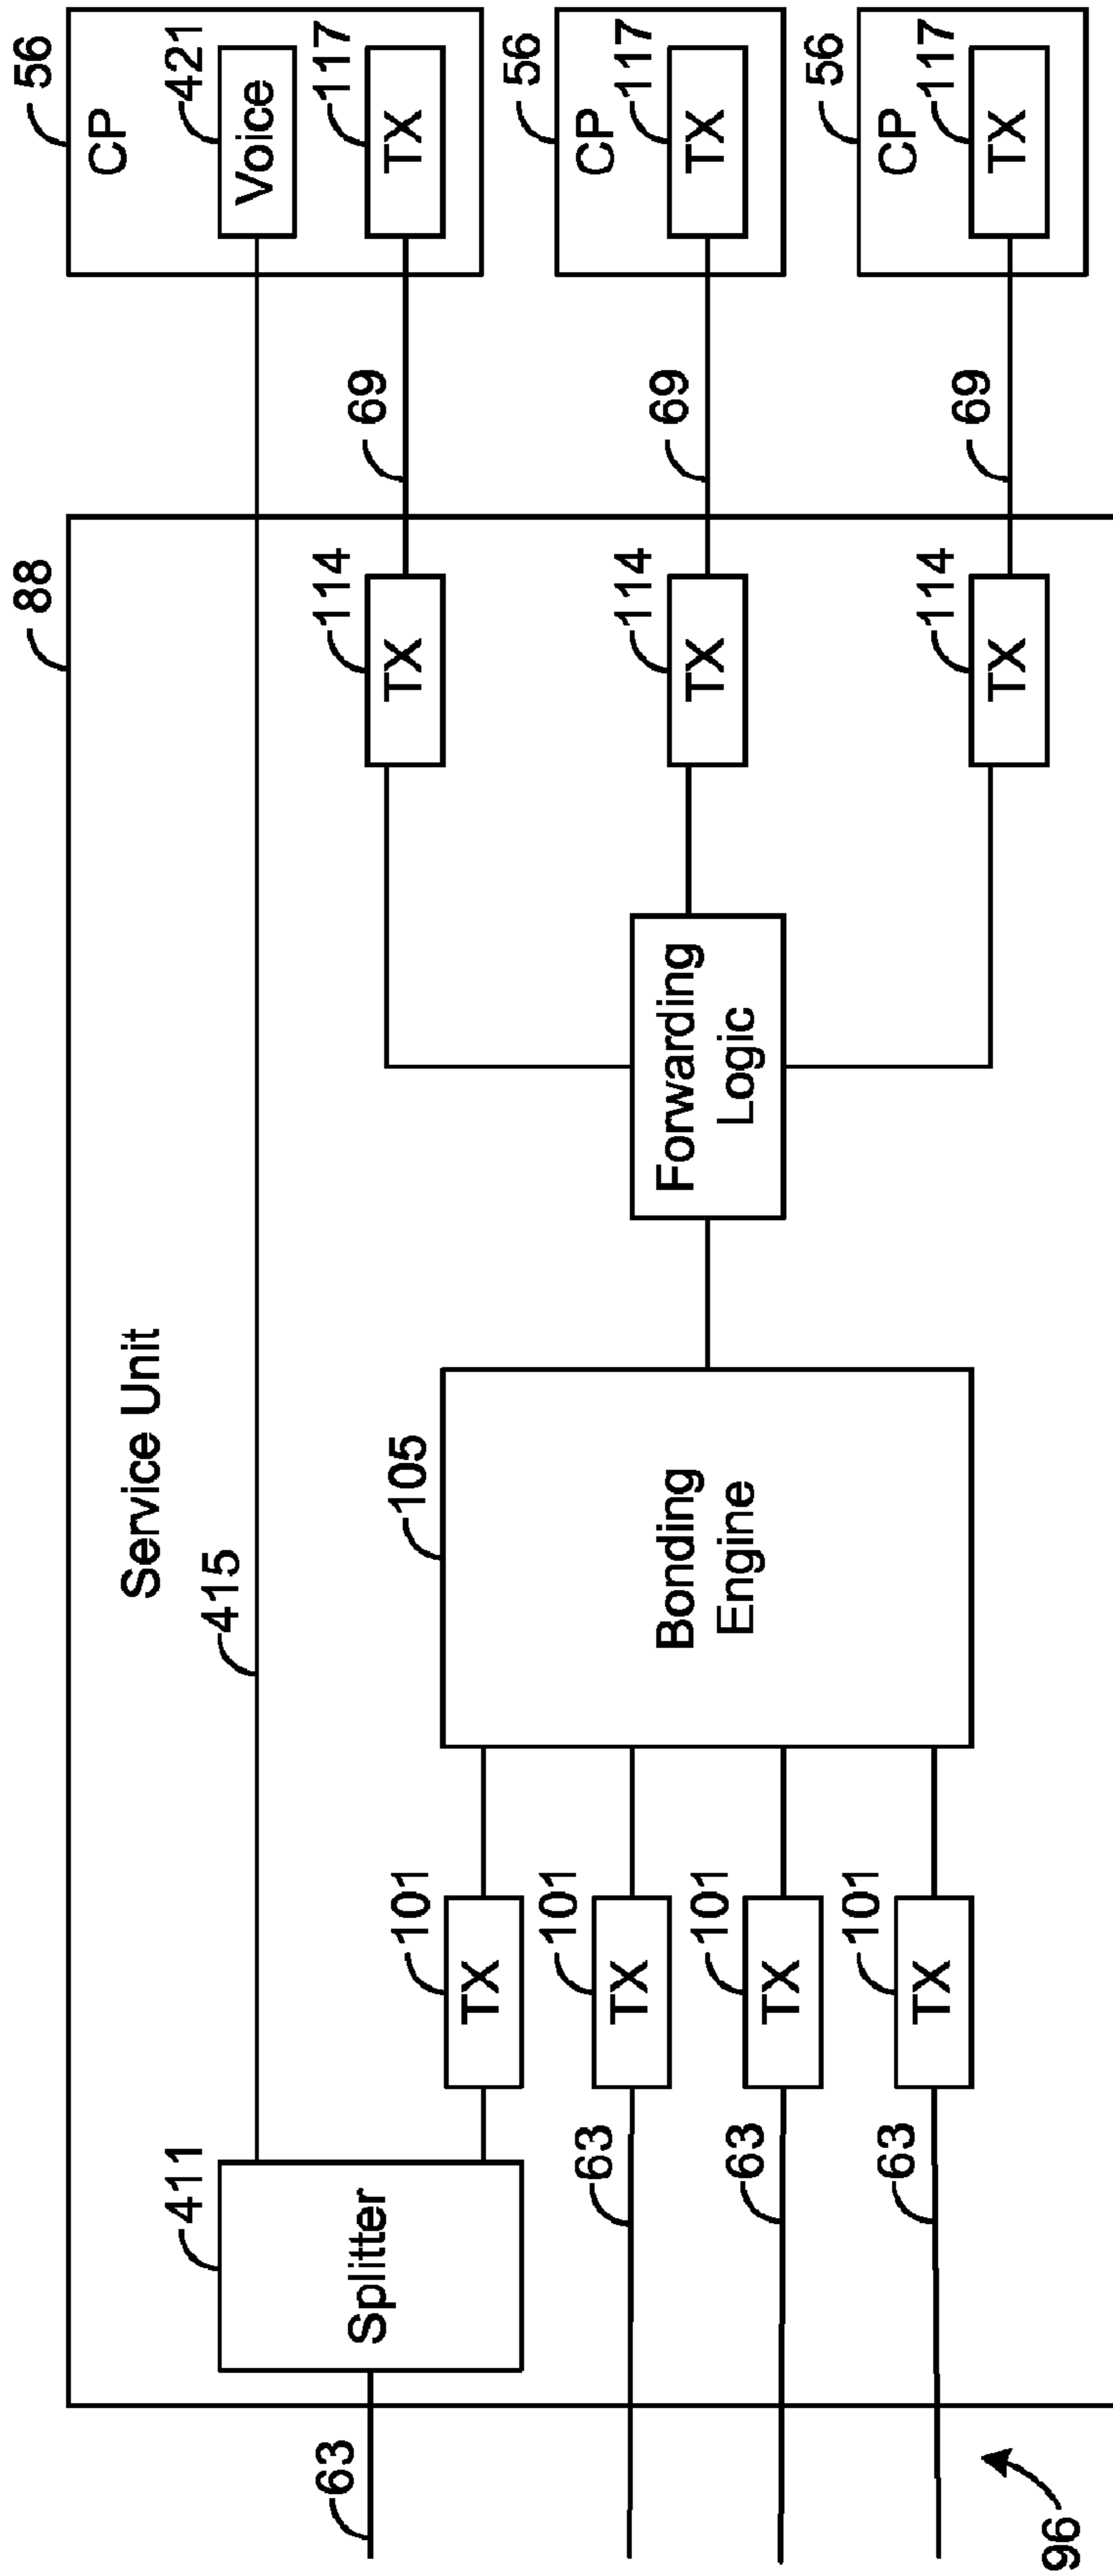 88
56
CP
Service Unit
421
Voice
415
117
TX
411
Splitter
63
114
TX
69
101
TX
105
Bonding
Engine
Forwarding
Logic
56
CP
117
TX
114
TX
69
101
TX
63
101
TX
63
56
CP
117
TX
114
TX
69
101
TX
63
96